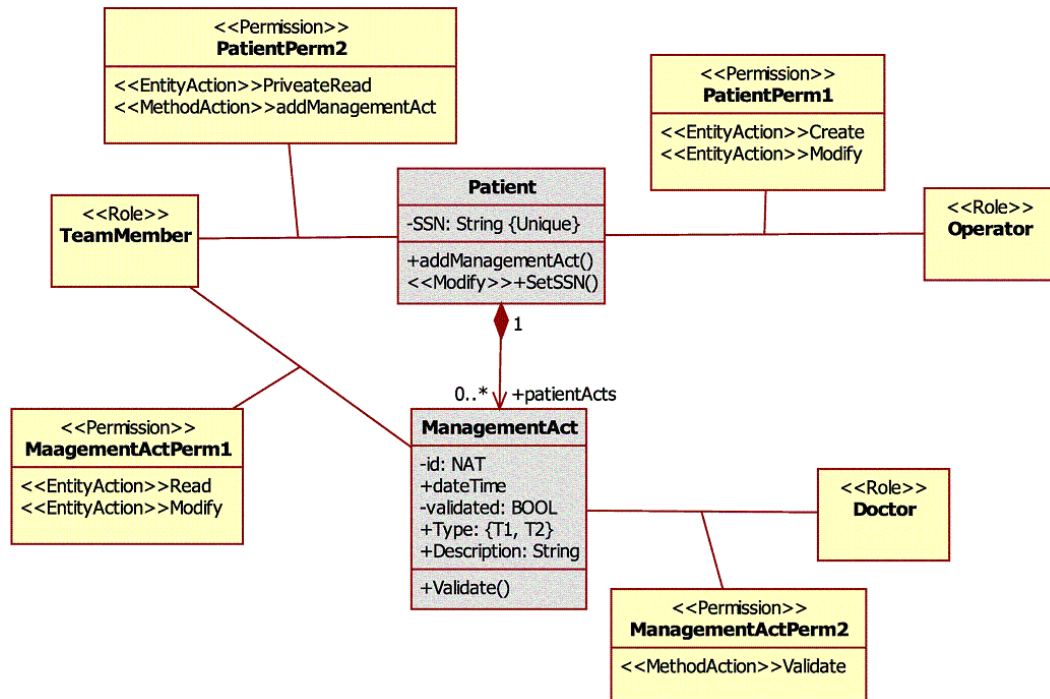 <<Permission>>
PatientPerm2
<<EntityAction>>PriveateRead
<<MethodAction>>addManagementAct
<<Permission>>
PatientPerm1
<<EntityAction>>Create
<<EntityAction>>Modify
<<Role>>
TeamMember
Patient
-SSN: String {Unique}
+addManagementAct()
<<Modify>>+SetSSN()
<<Role>>
Operator
1
0..* +patientActs
<<Permission>>
MaagementActPerm1
<<EntityAction>>Read
<<EntityAction>>Modify
ManagementAct
-id: NAT
+dateTime
-validated: BOOL
+Type: {T1, T2}
+Description: String
+Validate()
<<Role>>
Doctor
<<Permission>>
ManagementActPerm2
<<MethodAction>>Validate